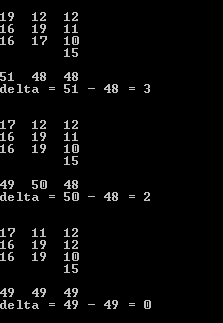 19  12  12
16  19  11
16  17  10
        15
51  48  48
delta = 51 - 48 = 3
17  12  12
16  19  11
16  19  10
        15
49  50  48
delta = 50 - 48 = 2
17  11  12
16  19  12
16  19  10
        15
49  49  49
delta = 49 - 49 = 0